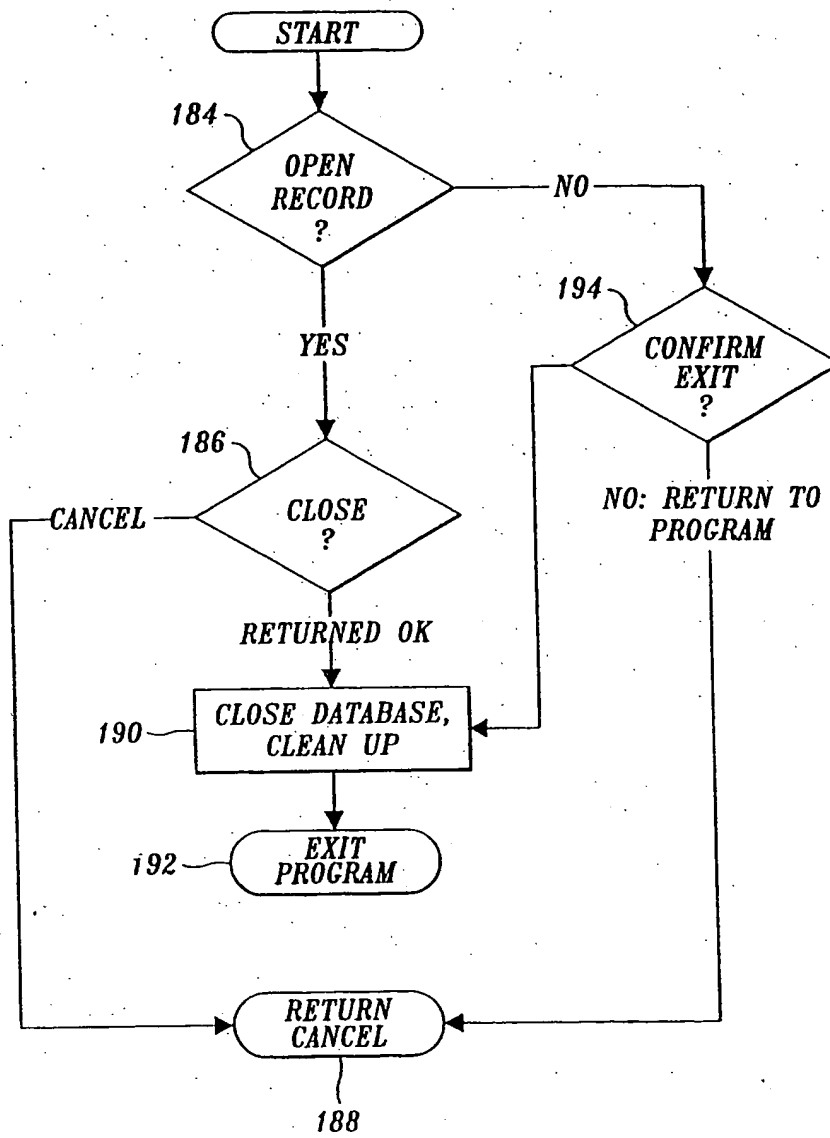 START
184
OPEN
RECORD
?
NO
194
CONFIRM
EXIT
?
YES
186
CANCEL
CLOSE
?
NO: RETURN TO
PROGRAM
RETURNED OK
190
CLOSE DATABASE,
CLEAN UP
192
EXIT
PROGRAM
RETURN
CANCEL
188